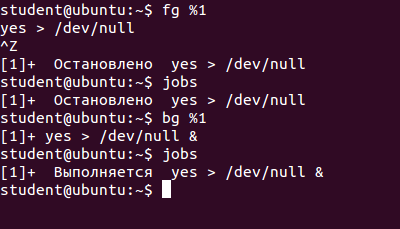 student@ubuntu:~$ fg %1
yes > /dev/null
^Z
[1]+  Остановлено  yes > /dev/null
student@ubuntu:~$ jobs
[1]+  Остановлено  yes > /dev/null
student@ubuntu:~$ bg %1
[1]+ yes > /dev/null &
student@ubuntu:~$ jobs
[1]+  Выполняется  yes > /dev/null &
student@ubuntu:~$